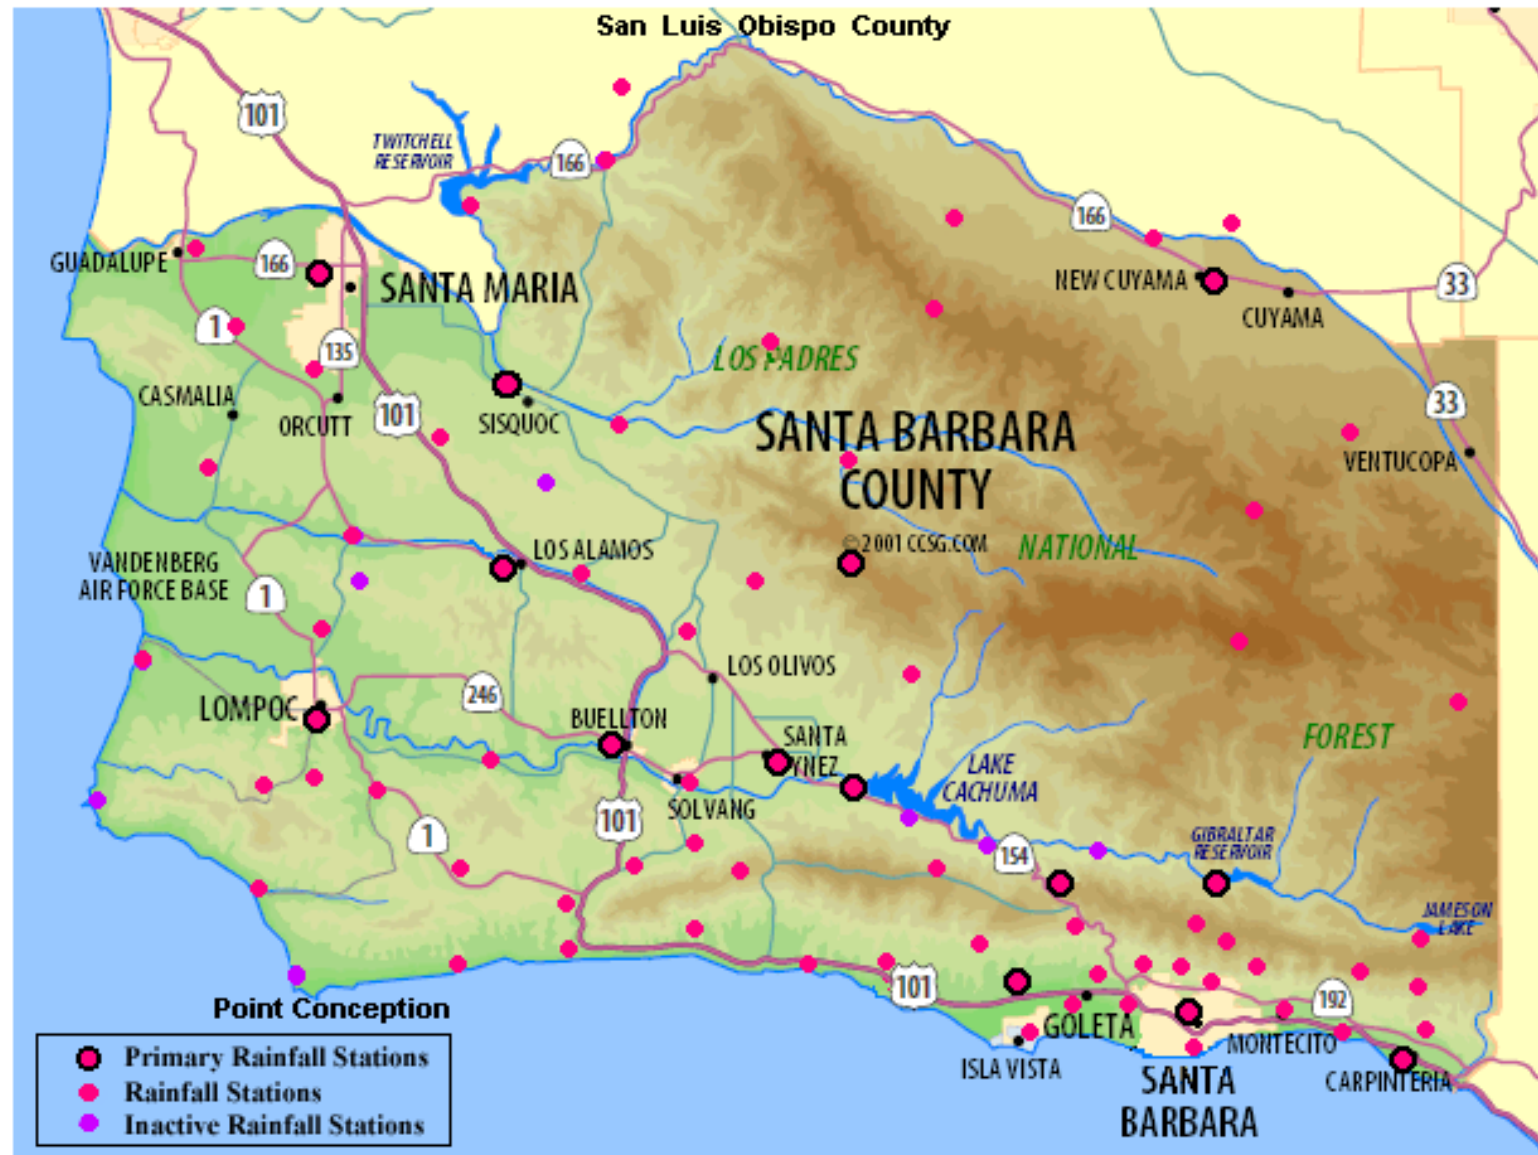 San Luis Obispo County
101
TWITCHELL
RESERVOIR
166
166
GUADALUPE
166
SANTA MARIA
NEW CUYAMA
33
CUYAMA
1
135
LOS PADRES
CASMALIA
ORCUTT
101
SISQUOC
33
SANTA BARBARA
COUNTY
VENTUCOPA
©2001 CCSG.COM
NATIONAL
LOS ALAMOS
VANDENBERG
AIR FORCE BASE
1
LOS OLIVOS
LOMPOC
246
BUELLTON
SANTA
YNEZ
FOREST
LAKE
CACHUMA
SOLVANG
101
1
154
GIBRALTAR
RESERVOIR
JAMESON
LAKE
101
192
Point Conception
GOLETA
MONTECITO
ISLA VISTA
SANTA
BARBARA
CARPINTERIA
Primary Rainfall Stations
Rainfall Stations
Inactive Rainfall Stations